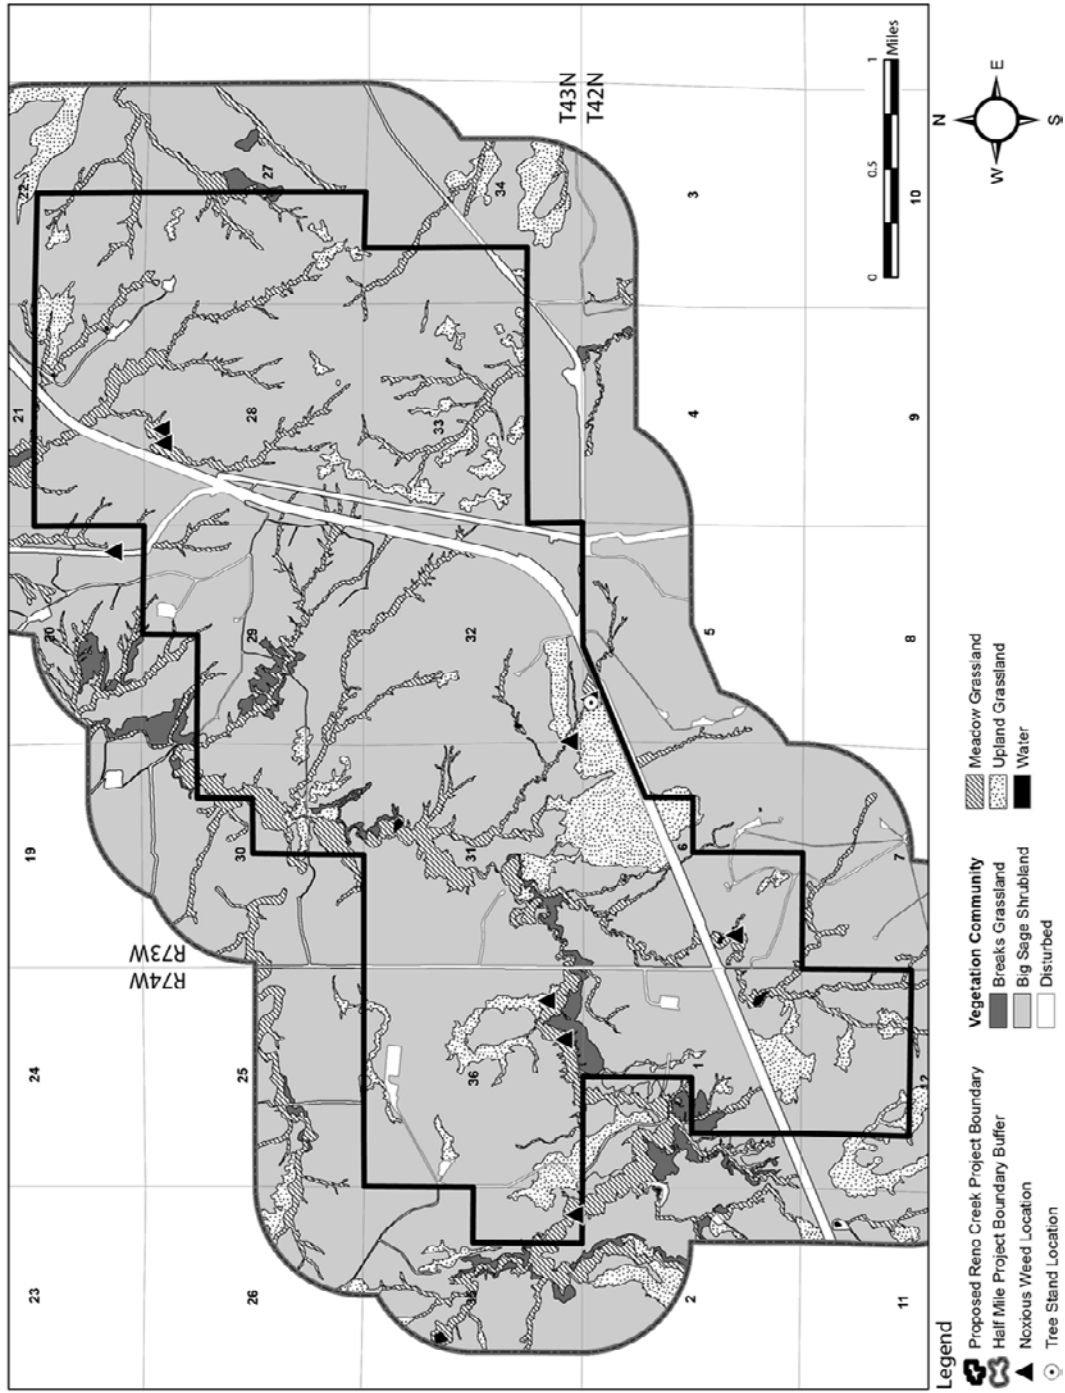 T43N
T42N
R74W
R73W
23
24
19
20
21
22
26
25
30
29
28
27
35
36
31
32
33
34
2
1
6
5
4
3
11
12
7
8
9
10
0 0.5 1
Miles
N
W E
S
Legend
Proposed Reno Creek Project Boundary
Half Mile Project Boundary Buffer
Noxious Weed Location
Tree Stand Location
Vegetation Community
Breaks Grassland
Big Sage Shrubland
Disturbed
Meadow Grassland
Upland Grassland
Water